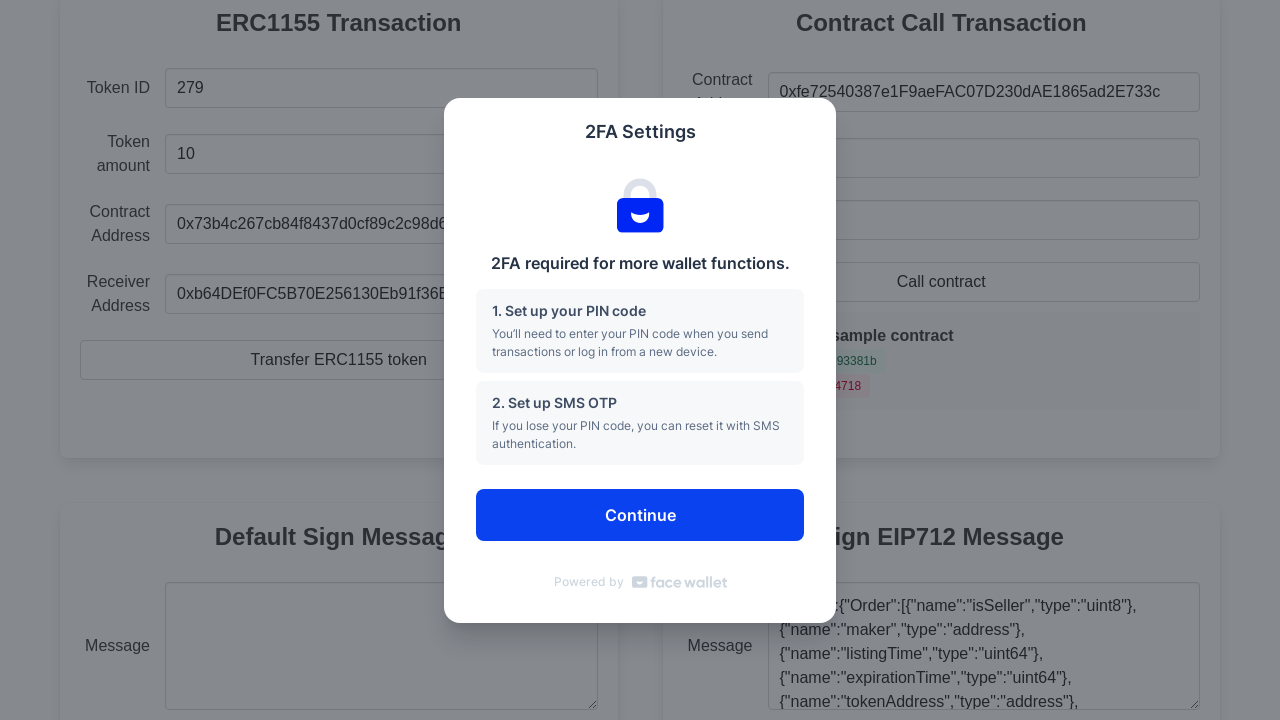 ERC1155 Transaction
Token ID
279
Token
amount
10
Contract
Address
0x73b4c267cb84f8437d0cf89c2c98d6
Receiver
Address
Transfer ERC1155 token
Contract Call Transaction
Contract
0xfe72540387e1F9aeFAC07D230dAE1865ad2E733c
Call contract
sample contract
93381b
4718
2FA Settings
2FA required for more wallet functions.
1. Set up your PIN code
You'll need to enter your PIN code when you send
transactions or log in from a new device.
2. Set up SMS OTP
If you lose your PIN code, you can reset it with SMS
authentication.
Continue
Powered by face wallet
Default Sign Messag
Message
ign EIP712 Message
Message
:{"Order":[{"name":"isSeller","type":"uint8"},
{"name":"maker","type":"address"},
{"name":"listingTime","type":"uint64"},
{"name":"expirationTime","type":"uint64"},
{"name":"tokenAddress","type":"address"},